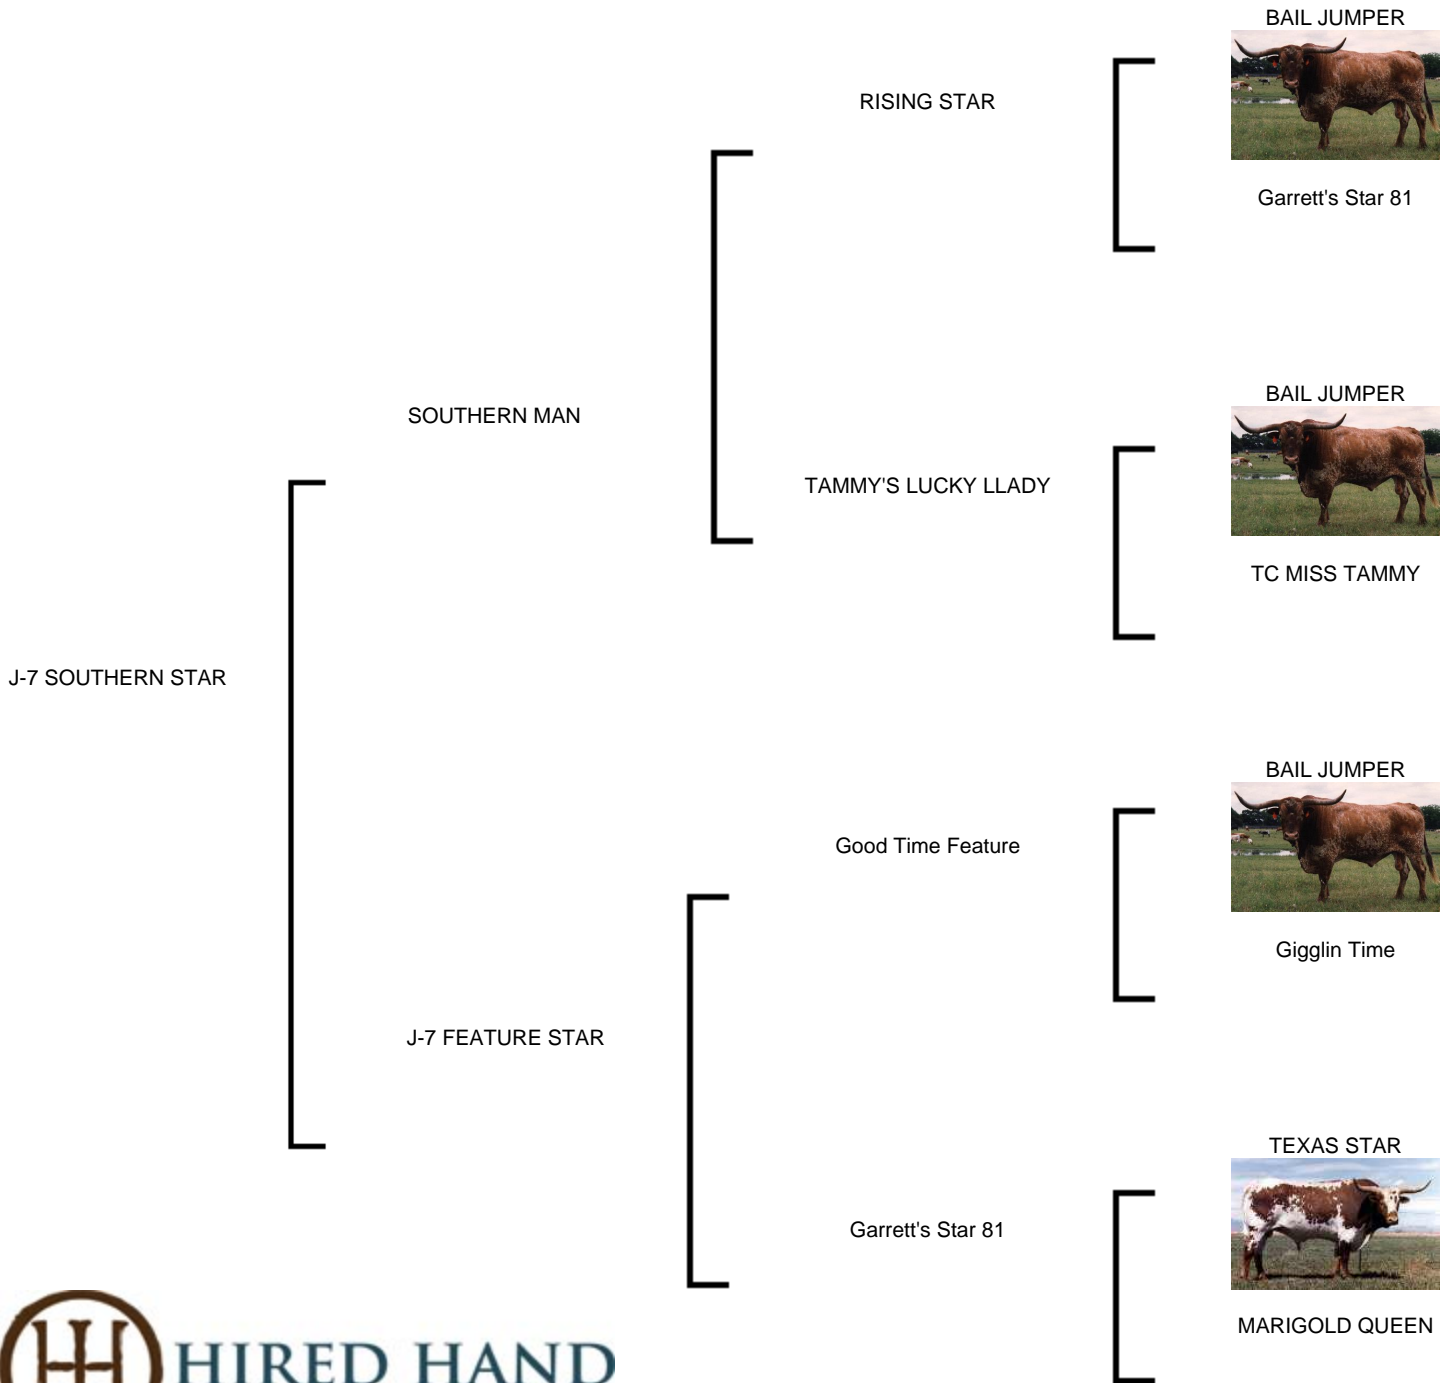 BAIL JUMPER
RISING STAR
Garrett's Star 81
BAIL JUMPER
SOUTHERN MAN
TAMMY'S LUCKY LLADY
TC MISS TAMMY
J-7 SOUTHERN STAR
BAIL JUMPER
Good Time Feature
Gigglin Time
J-7 FEATURE STAR
TEXAS STAR
Garrett's Star 81
MARIGOLD QUEEN
HIRED HAND